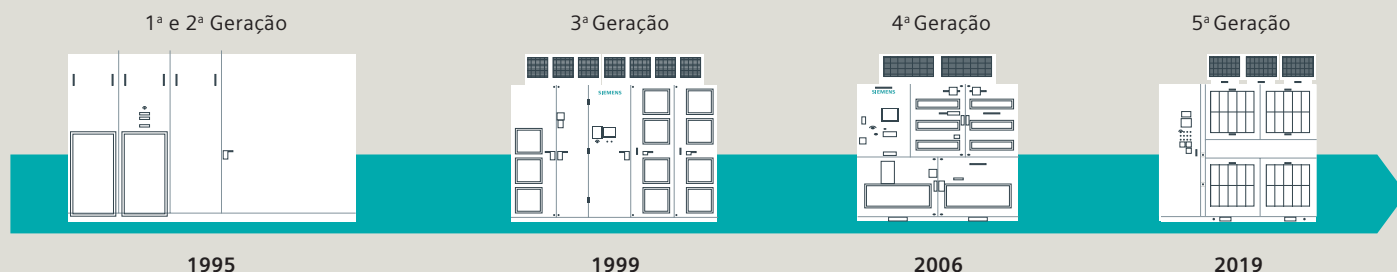 1ª e 2ª Geração
3ª Geração
4ª Geração
5ª Geração
SIEMENS
SIEMENS
1995
1999
2006
2019